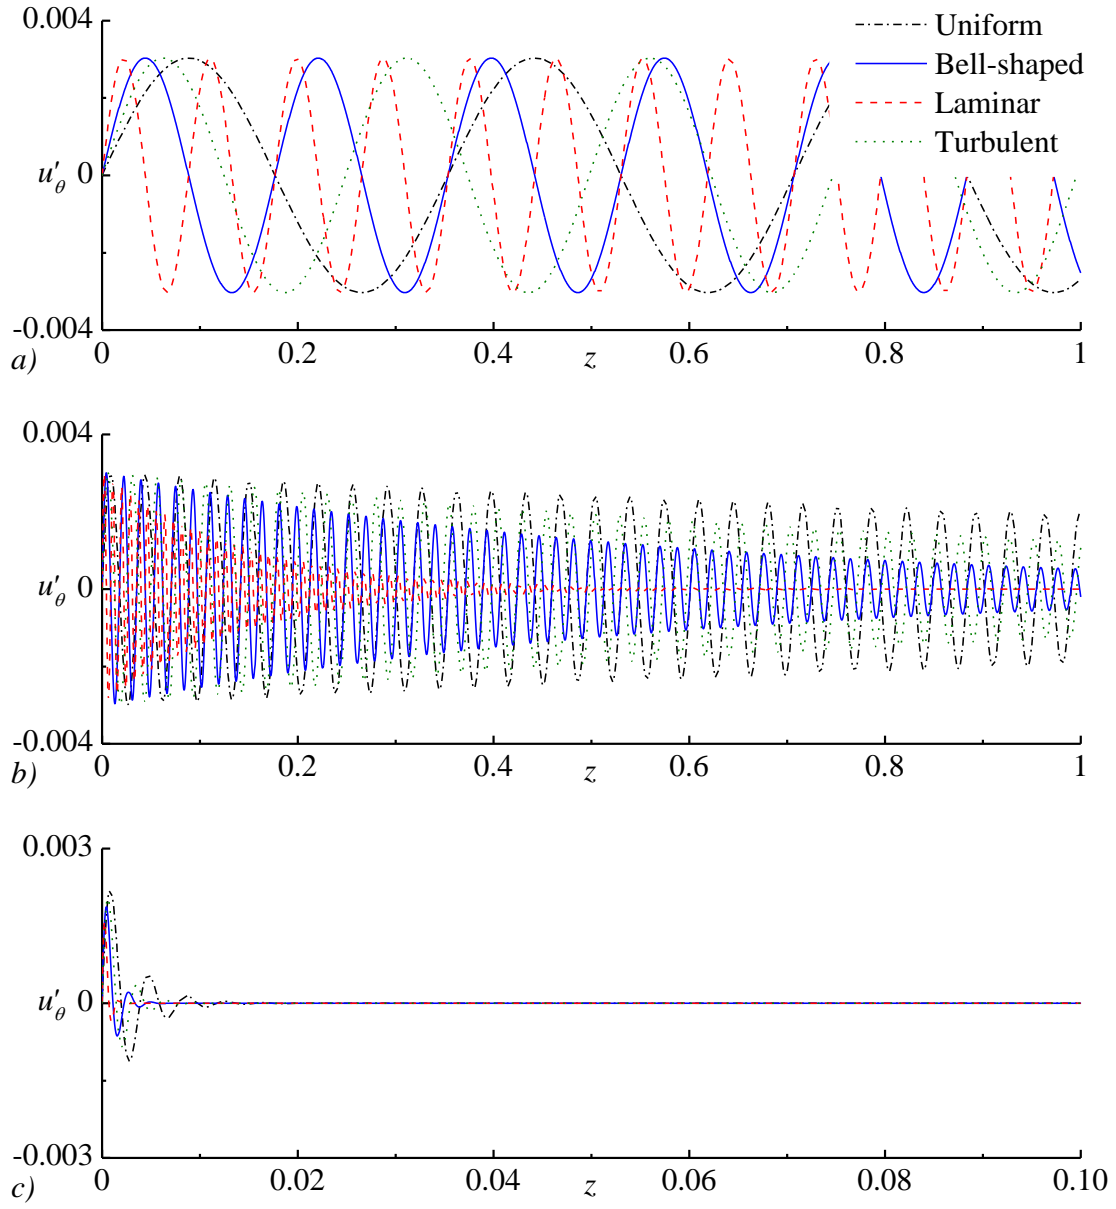 0.004
Uniform
Bell-shaped
Laminar
Turbulent
u′θ 0
-0.004
0 0.2 0.4 z 0.6 0.8 1
a)
0.004
u′θ 0
-0.004
0 0.2 0.4 z 0.6 0.8 1
b)
0.003
u′θ 0
-0.003
0 0.02 0.04 z 0.06 0.08 0.10
c)